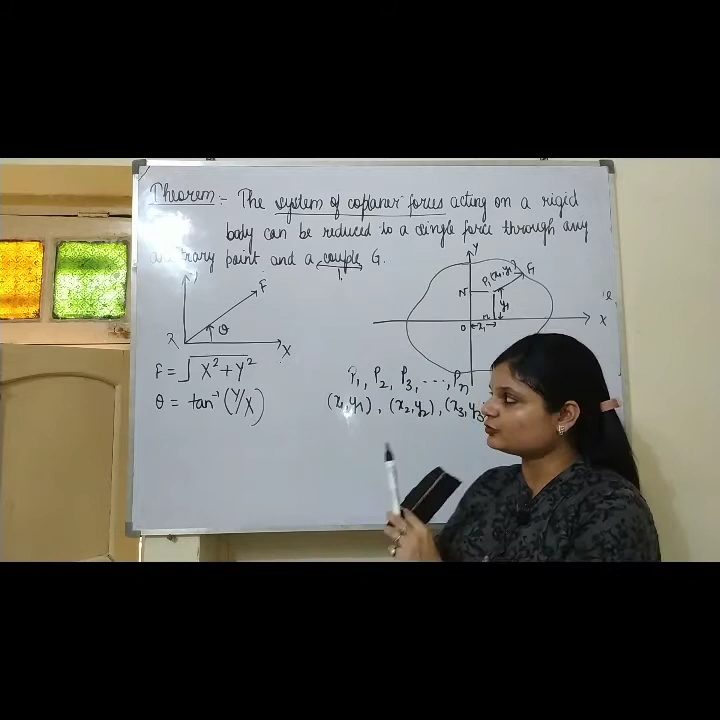 Theorem :- The system of coplaner forces acting on a rigid
body can be reduced to a single force through any
arbitrary point and a couple G.
F
θ
X
F = √X² + Y²
θ = tan⁻¹ (Y/X)
Y
P₁(x₁,y₁)
F₁
N
y₁
O
x₁
X
P₁, P₂, P₃, ---, Pₙ
(x₁,y₁), (x₂,y₂), (x₃,y₃